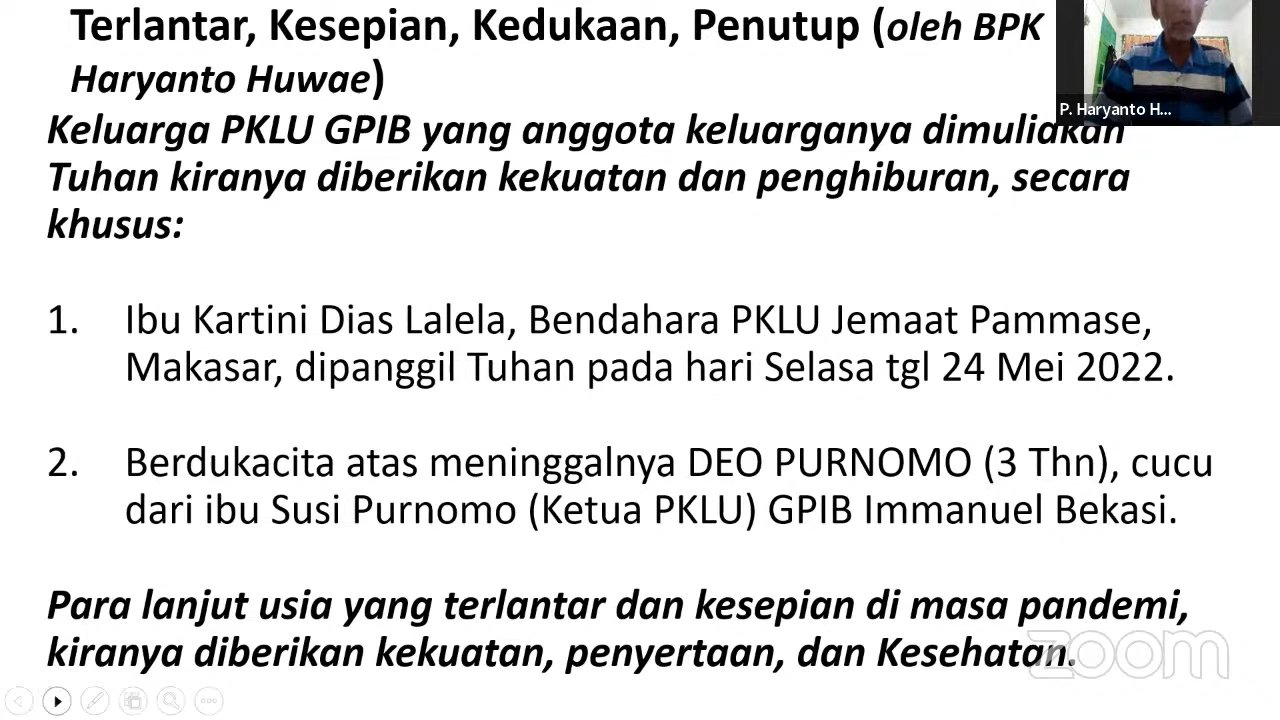 Terlantar, Kesepian, Kedukaan, Penutup (oleh BPK
Haryanto Huwae)
P. Haryanto H...
Keluarga PKLU GPIB yang anggota keluarganya dimuliakan
Tuhan kiranya diberikan kekuatan dan penghiburan, secara
khusus:
1. Ibu Kartini Dias Lalela, Bendahara PKLU Jemaat Pammase,
Makasar, dipanggil Tuhan pada hari Selasa tgl 24 Mei 2022.
2. Berdukacita atas meninggalnya DEO PURNOMO (3 Thn), cucu
dari ibu Susi Purnomo (Ketua PKLU) GPIB Immanuel Bekasi.
Para lanjut usia yang terlantar dan kesepian di masa pandemi,
kiranya diberikan kekuatan, penyertaan, dan Kesehatan.
zoom